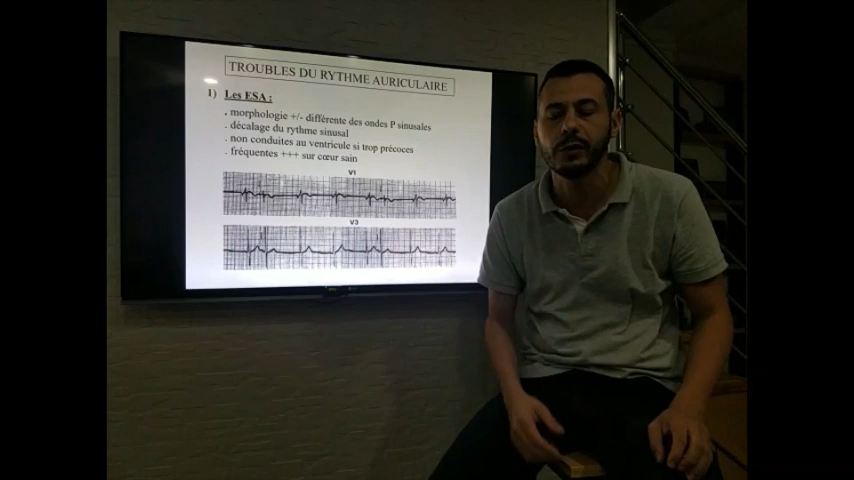 TROUBLES DU RYTHME AURICULAIRE
1) Les ESA :
. morphologie +/- différente des ondes P sinusales
. décalage du rythme sinusal
. non conduites au ventricule si trop précoces
. fréquentes +++ sur cœur sain
V1
V3